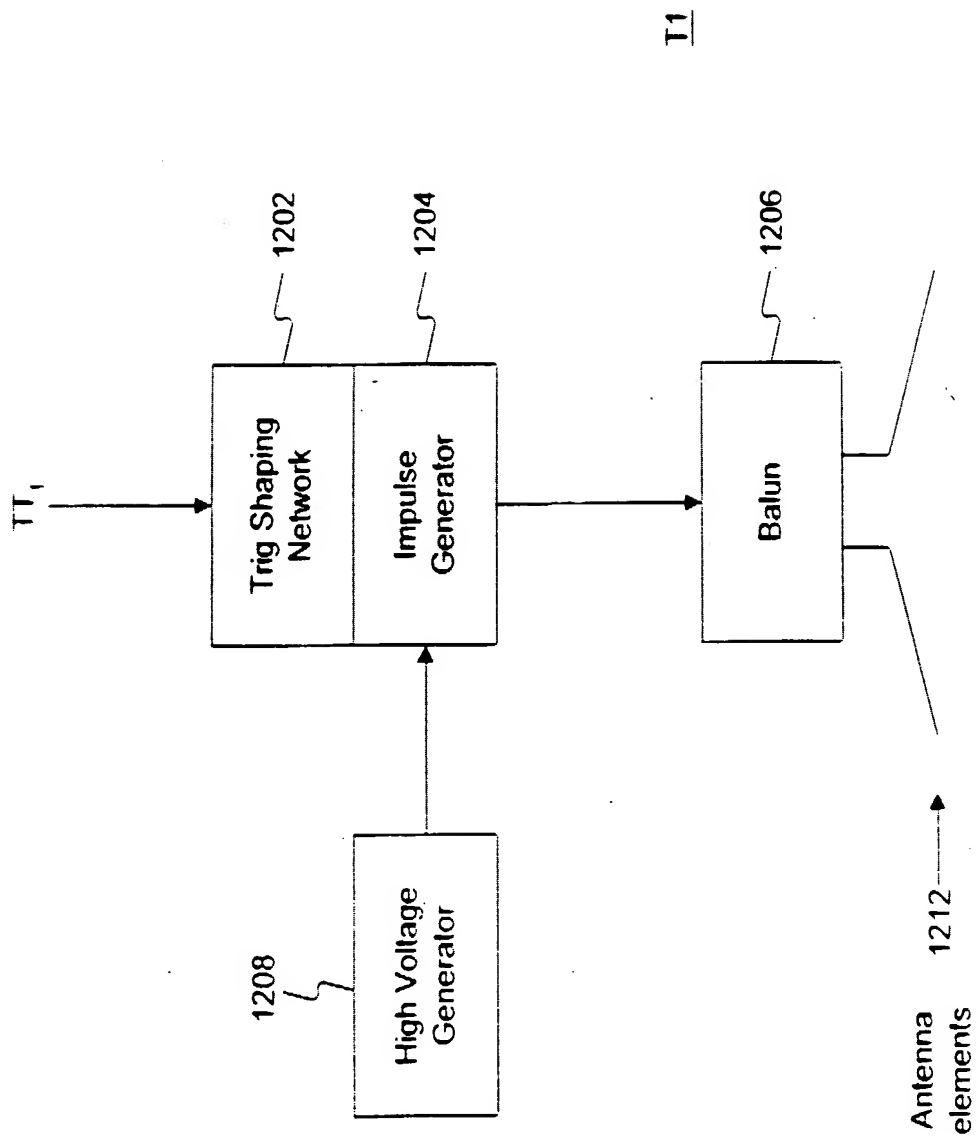 TT1
Trig Shaping
Network
1202
Impulse
Generator
1204
T1
1208
High Voltage
Generator
Balun
1206
Antenna
elements
1212